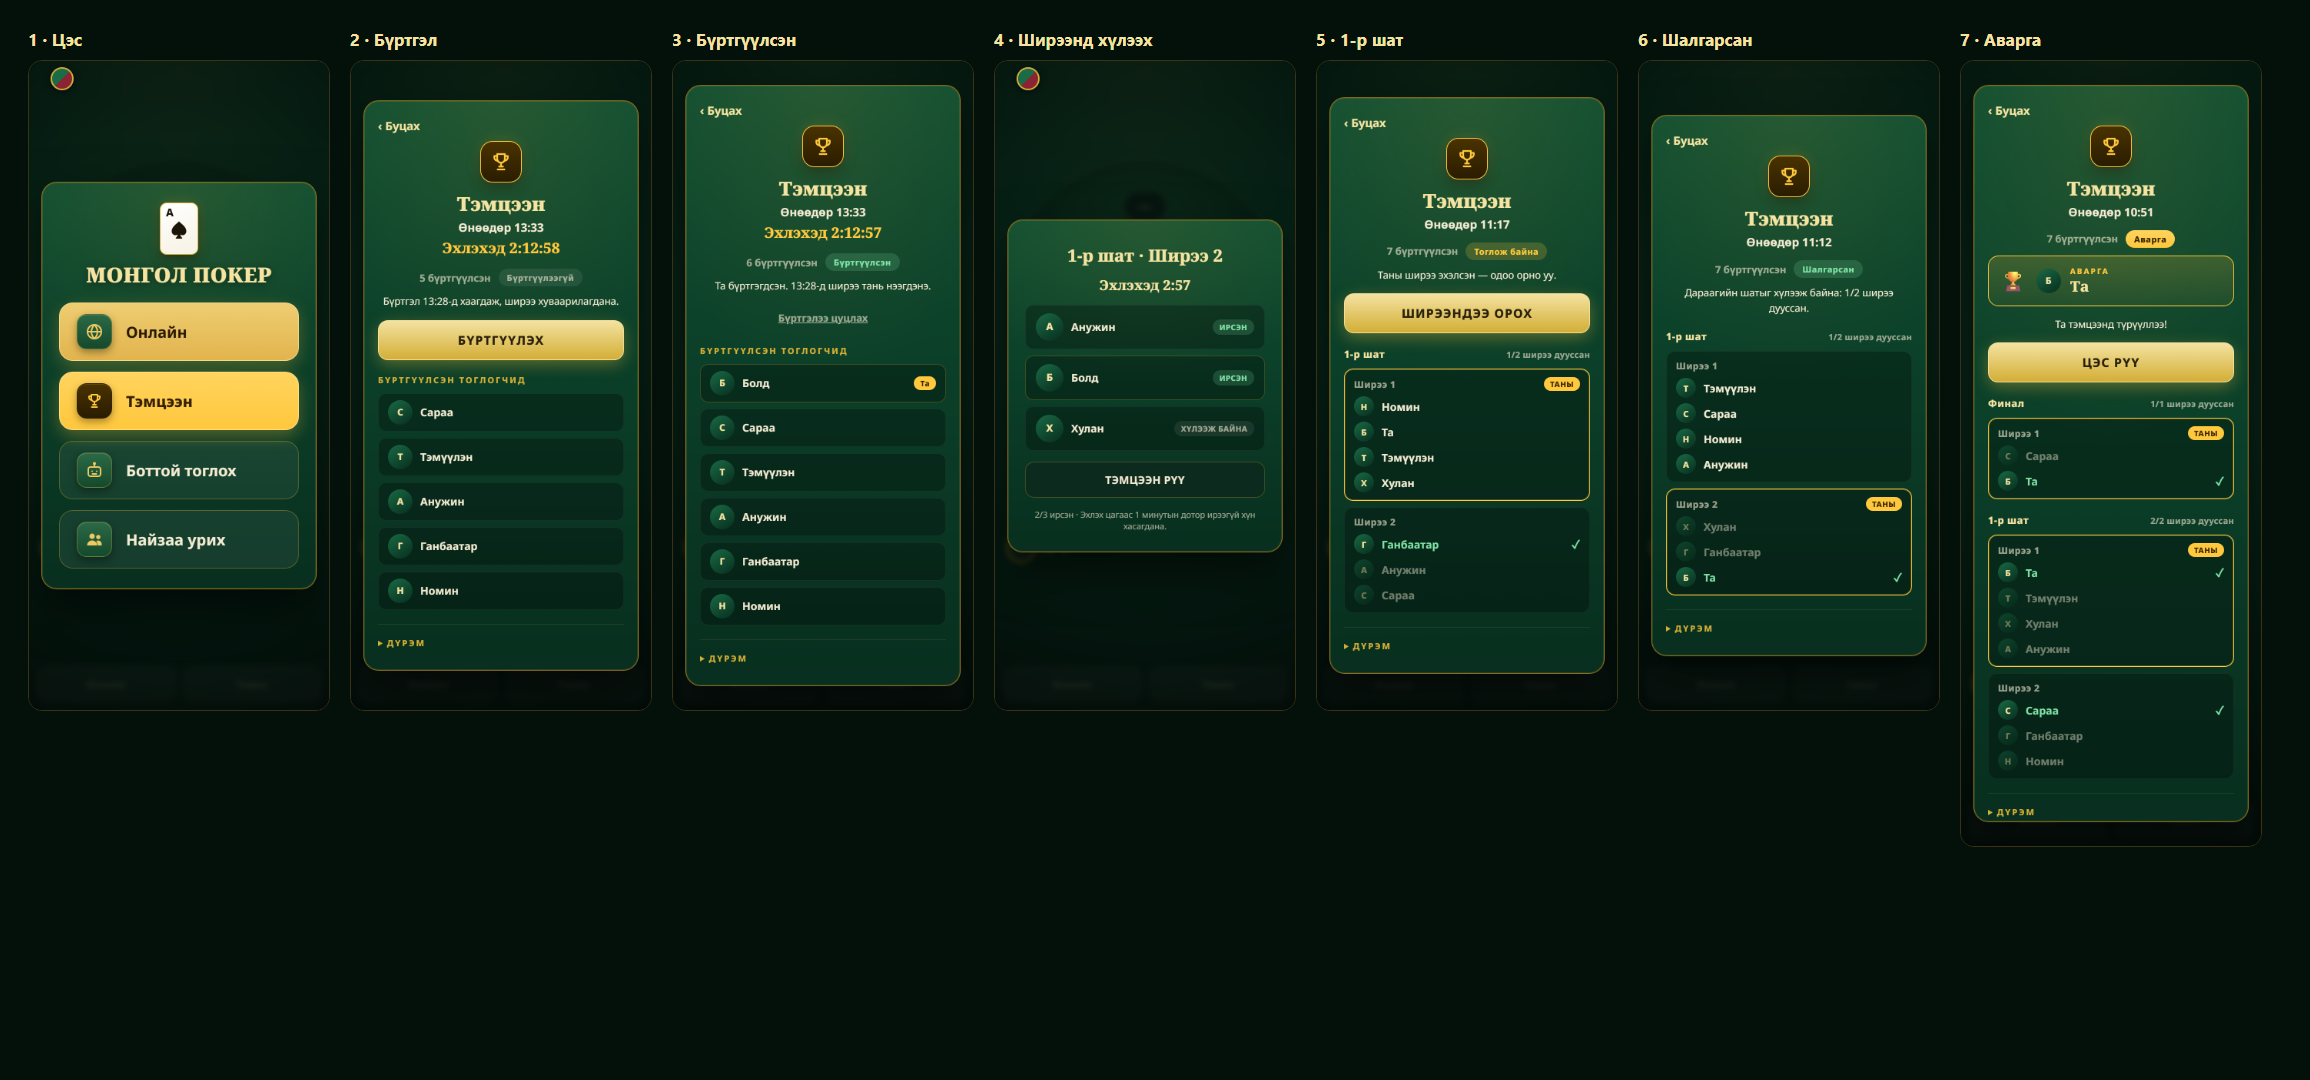 1 · Цэс
A
МОНГОЛ ПОКЕР
Онлайн
Тэмцээн
Боттой тоглох
Найзаа урих
2 · Бүртгэл
‹ Буцах
Тэмцээн
Өнөөдөр 13:33
Эхлэхэд 2:12:58
5 бүртгүүлсэн Бүртгүүлээгүй
Бүртгэл 13:28-д хаагдаж, ширээ хуваарилагдана.
БҮРТГҮҮЛЭХ
БҮРТГҮҮЛСЭН ТОГЛОГЧИД
С Сараа
Т Тэмүүлэн
А Анужин
Г Ганбаатар
Н Номин
▸ ДҮРЭМ
3 · Бүртгүүлсэн
‹ Буцах
Тэмцээн
Өнөөдөр 13:33
Эхлэхэд 2:12:57
6 бүртгүүлсэн Бүртгүүлсэн
Та бүртгэгдсэн. 13:28-д ширээ тань нээгдэнэ.
Бүртгэлээ цуцлах
БҮРТГҮҮЛСЭН ТОГЛОГЧИД
Б Болд Та
С Сараа
Т Тэмүүлэн
А Анужин
Г Ганбаатар
Н Номин
▸ ДҮРЭМ
4 · Ширээнд хүлээх
1-р шат · Ширээ 2
Эхлэхэд 2:57
А Анужин ИРСЭН
Б Болд ИРСЭН
Х Хулан ХҮЛЭЭЖ БАЙНА
ТЭМЦЭЭН РҮҮ
2/3 ирсэн · Эхлэх цагаас 1 минутын дотор ирээгүй хүн
хасагдана.
5 · 1-р шат
‹ Буцах
Тэмцээн
Өнөөдөр 11:17
7 бүртгүүлсэн Тоглож байна
Таны ширээ эхэлсэн — одоо орно уу.
ШИРЭЭНДЭЭ ОРОХ
1-р шат 1/2 ширээ дууссан
Ширээ 1 ТАНЫ
Н Номин
Б Та
Т Тэмүүлэн
Х Хулан
Ширээ 2
Г Ганбаатар ✓
А Анужин
С Сараа
▸ ДҮРЭМ
6 · Шалгарсан
‹ Буцах
Тэмцээн
Өнөөдөр 11:12
7 бүртгүүлсэн Шалгарсан
Дараагийн шатыг хүлээж байна: 1/2 ширээ
дууссан.
1-р шат 1/2 ширээ дууссан
Ширээ 1
Т Тэмүүлэн
С Сараа
Н Номин
А Анужин
Ширээ 2 ТАНЫ
Х Хулан
Г Ганбаатар
Б Та ✓
▸ ДҮРЭМ
7 · Аварга
‹ Буцах
Тэмцээн
Өнөөдөр 10:51
7 бүртгүүлсэн Аварга
Б АВАРГА
Та
Та тэмцээнд түрүүллээ!
ЦЭС РҮҮ
Финал 1/1 ширээ дууссан
Ширээ 1 ТАНЫ
С Сараа
Б Та ✓
1-р шат 2/2 ширээ дууссан
Ширээ 1 ТАНЫ
Б Та ✓
Т Тэмүүлэн
Х Хулан
А Анужин
Ширээ 2
С Сараа ✓
Г Ганбаатар
Н Номин
▸ ДҮРЭМ